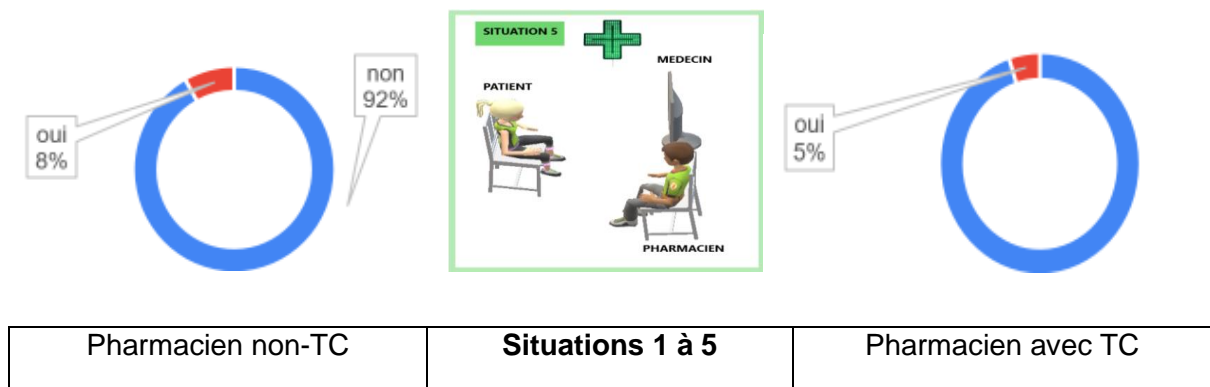 non
92%
oui
8%
SITUATION 5
MEDECIN
PATIENT
PHARMACIEN
oui
5%
Pharmacien non-TC
Situations 1 à 5
Pharmacien avec TC